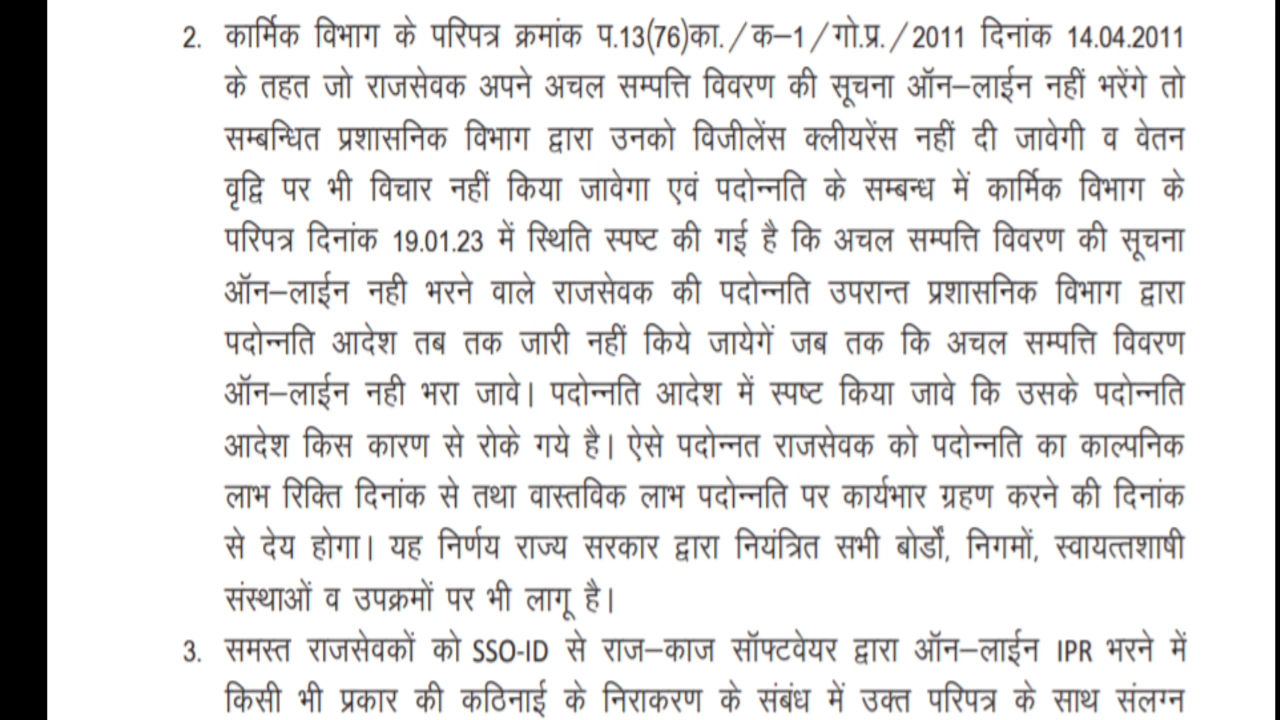 2. कार्मिक विभाग के परिपत्र क्रमांक प.13(76)का./क–1/गो.प्र./2011 दिनांक 14.04.2011
के तहत जो राजसेवक अपने अचल सम्पत्ति विवरण की सूचना ऑन–लाईन नहीं भरेंगे तो
सम्बन्धित प्रशासनिक विभाग द्वारा उनको विजीलेंस क्लीयरेंस नहीं दी जावेगी व वेतन
वृद्वि पर भी विचार नहीं किया जावेगा एवं पदोन्नति के सम्बन्ध में कार्मिक विभाग के
परिपत्र दिनांक 19.01.23 में स्थिति स्पष्ट की गई है कि अचल सम्पत्ति विवरण की सूचना
ऑन–लाईन नही भरने वाले राजसेवक की पदोन्नति उपरान्त प्रशासनिक विभाग द्वारा
पदोन्नति आदेश तब तक जारी नहीं किये जायेगें जब तक कि अचल सम्पत्ति विवरण
ऑन–लाईन नही भरा जावे। पदोन्नति आदेश में स्पष्ट किया जावे कि उसके पदोन्नति
आदेश किस कारण से रोके गये है। ऐसे पदोन्नत राजसेवक को पदोन्नति का काल्पनिक
लाभ रिक्ति दिनांक से तथा वास्तविक लाभ पदोन्नति पर कार्यभार ग्रहण करने की दिनांक
से देय होगा। यह निर्णय राज्य सरकार द्वारा नियंत्रित सभी बोर्डों, निगमों, स्वायत्तशाषी
संस्थाओं व उपक्रमों पर भी लागू है।
3. समस्त राजसेवकों को SSO-ID से राज–काज सॉफ्टवेयर द्वारा ऑन–लाईन IPR भरने में
किसी भी प्रकार की कठिनाई के निराकरण के संबंध में उक्त परिपत्र के साथ संलग्न